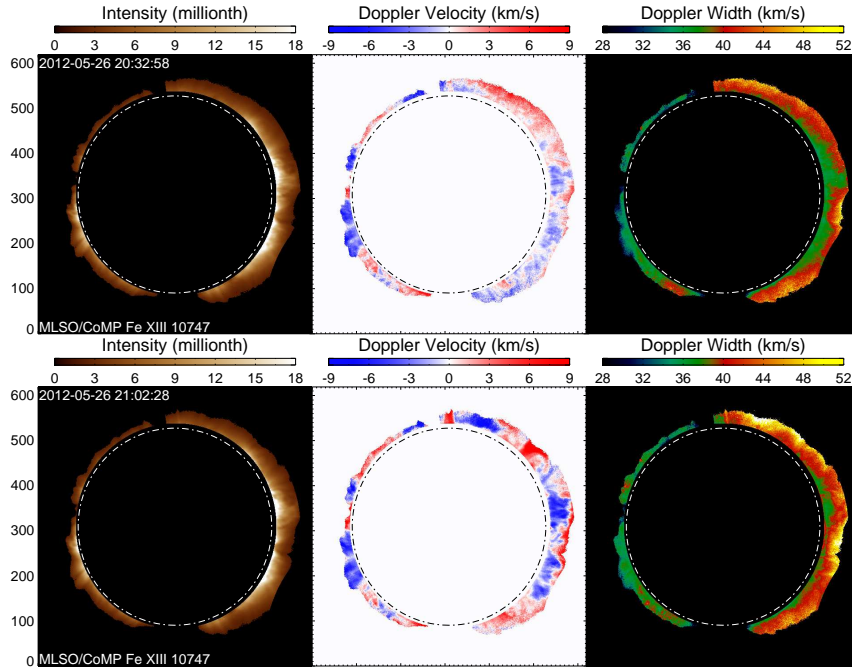 Intensity (millionth) Doppler Velocity (km/s) Doppler Width (km/s)
0 3 6 9 12 15 18 -9 -6 -3 0 3 6 9 28 32 36 40 44 48 52
600
2012-05-26 20:32:58
500
400
300
200
100
0
MLSO/CoMP Fe XIII 10747
Intensity (millionth) Doppler Velocity (km/s) Doppler Width (km/s)
0 3 6 9 12 15 18 -9 -6 -3 0 3 6 9 28 32 36 40 44 48 52
600
2012-05-26 21:02:28
500
400
300
200
100
0
MLSO/CoMP Fe XIII 10747